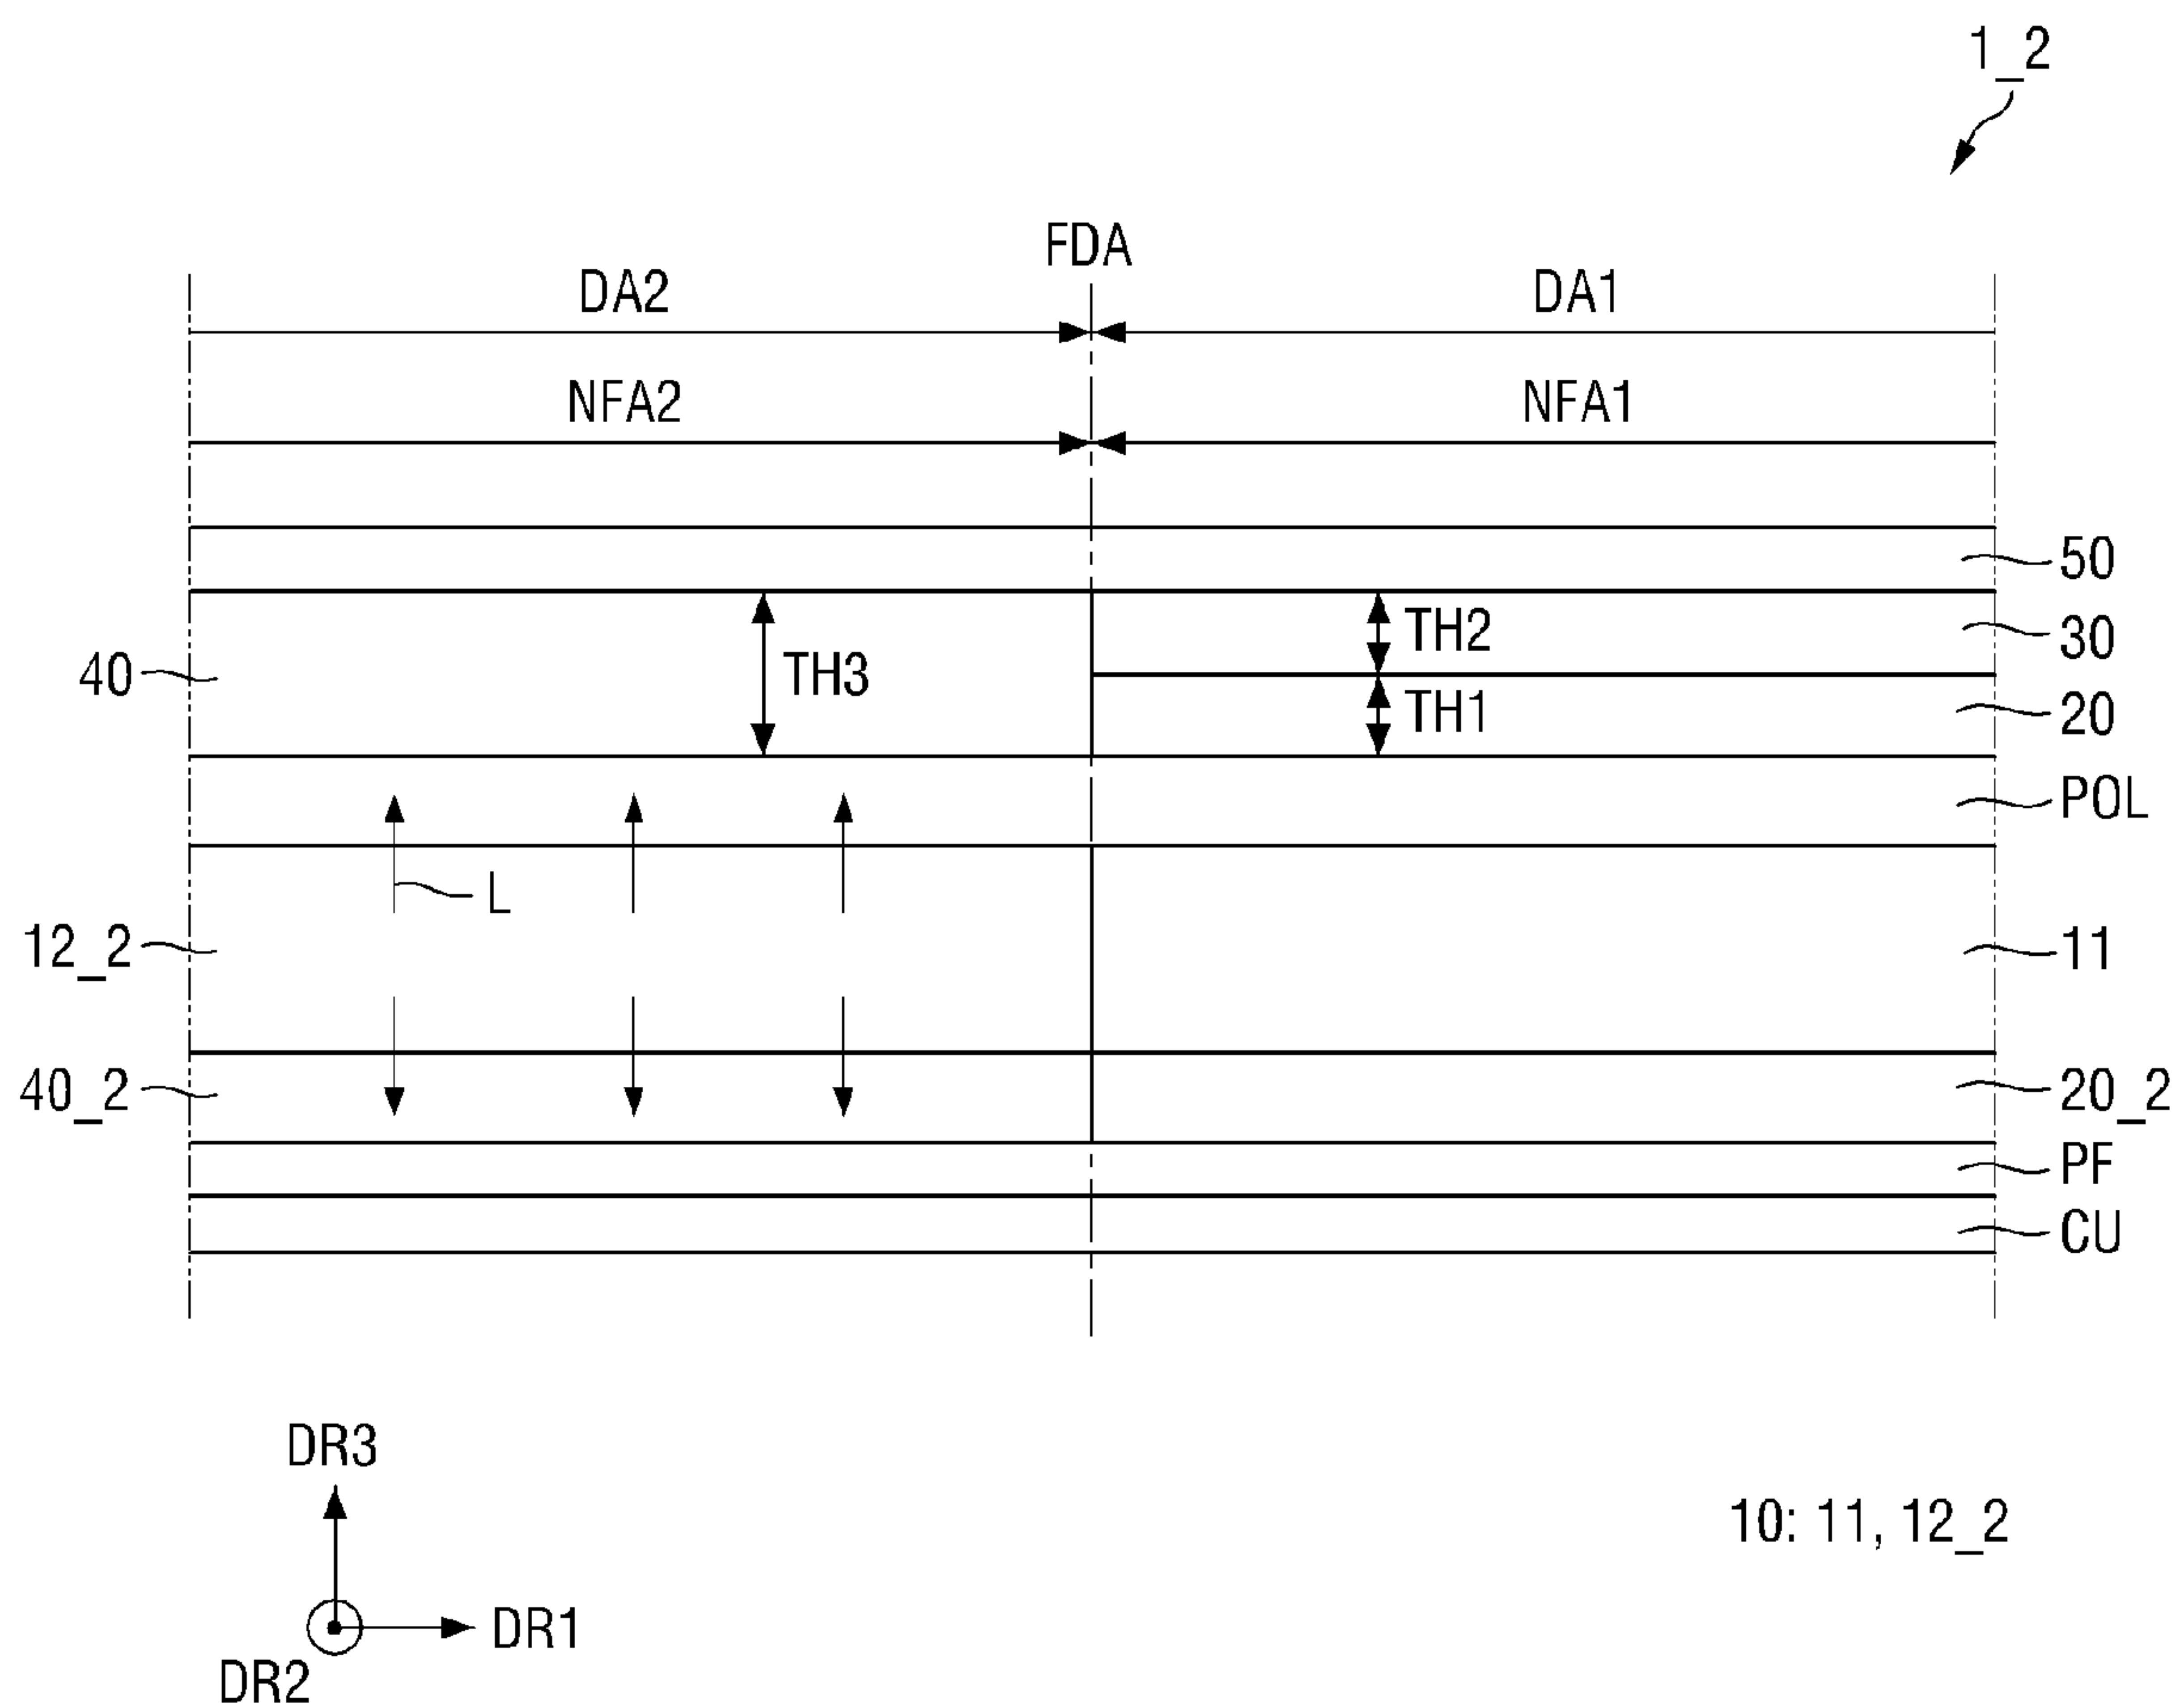 1_2
FDA
DA2
DA1
NFA2
NFA1
50
TH2
30
40
TH3
TH1
20
POL
L
12_2
11
40_2
20_2
PF
CU
DR3
10: 11, 12_2
DR1
DR2